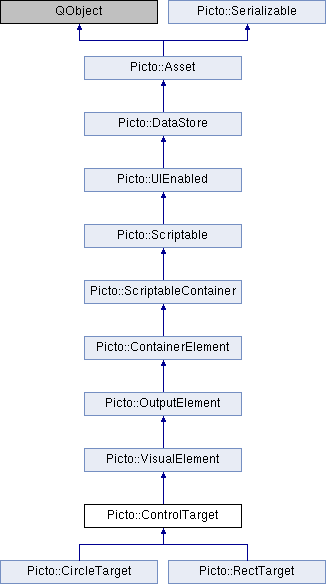 QObject
Picto::Serializable
Picto::Asset
Picto::DataStore
Picto::UIEnabled
Picto::Scriptable
Picto::ScriptableContainer
Picto::ContainerElement
Picto::OutputElement
Picto::VisualElement
Picto::ControlTarget
Picto::CircleTarget
Picto::RectTarget